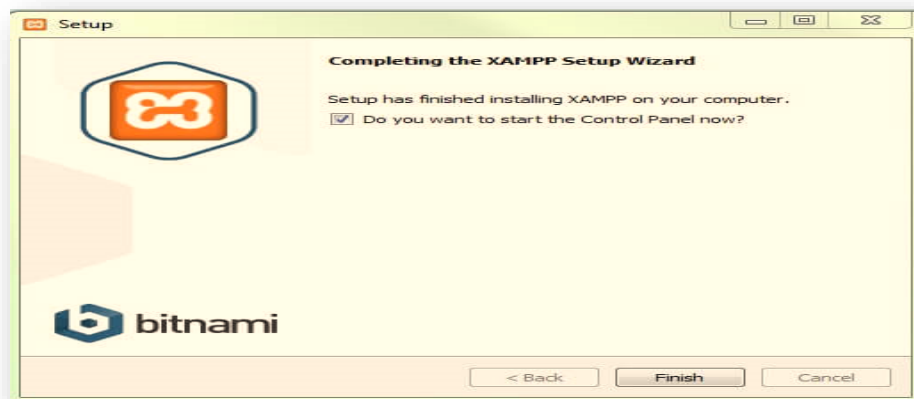 Setup
Completing the XAMPP Setup Wizard
Setup has finished installing XAMPP on your computer.
Do you want to start the Control Panel now?
bitnami
< Back
Finish
Cancel